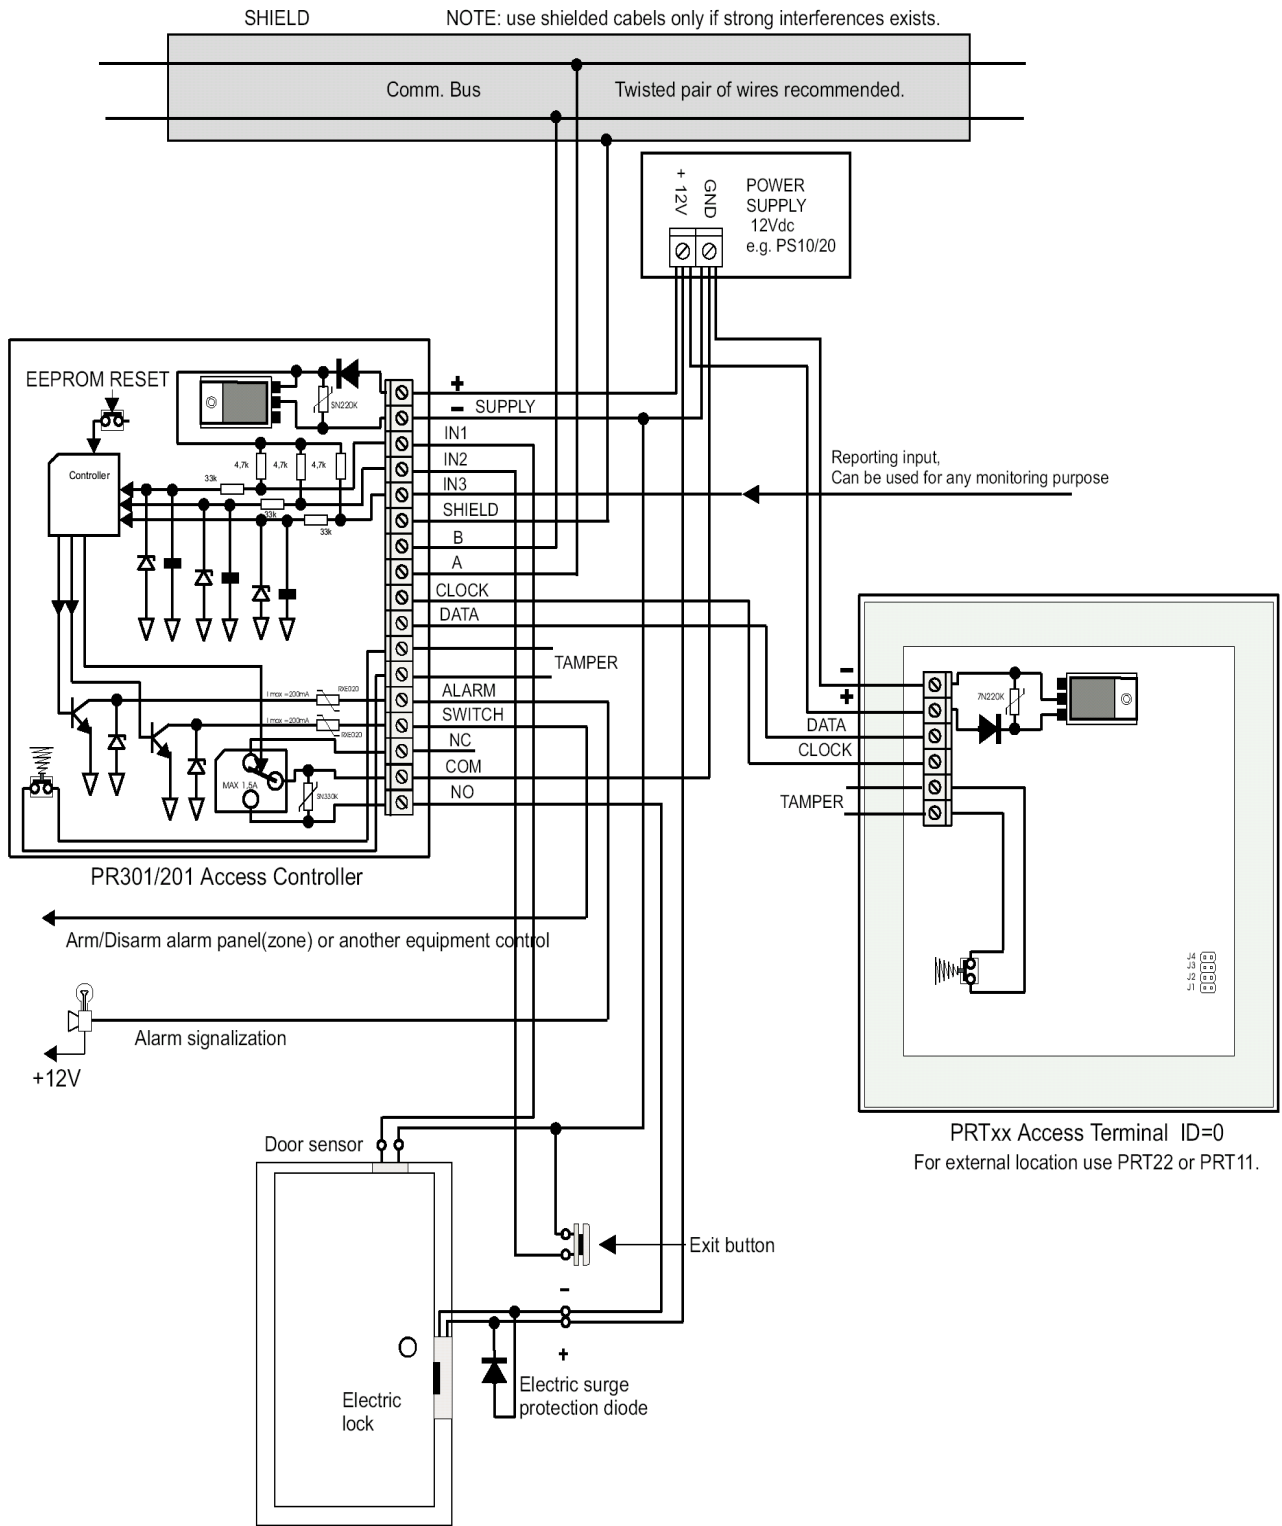 SHIELD
NOTE: use shielded cabels only if strong interferences exists.
Comm. Bus
Twisted pair of wires recommended.
+ 12V
GND
POWER
SUPPLY
12Vdc
e.g. PS10/20
EEPROM RESET
SN220K
Controller
4,7k
4,7k
4,7k
33k
33k
33k
+
- SUPPLY
IN1
IN2
IN3
SHIELD
B
A
CLOCK
DATA
TAMPER
ALARM
SWITCH
NC
COM
NO
I max =200mA
RXE020
I max =200mA
RXE020
MAX 1,5A
SN330K
PR301/201 Access Controller
Reporting input,
Can be used for any monitoring purpose
-
+
DATA
CLOCK
TAMPER
7N220K
J4
J3
J2
J1
PRTxx Access Terminal ID=0
For external location use PRT22 or PRT11.
Arm/Disarm alarm panel(zone) or another equipment control
Alarm signalization
+12V
Door sensor
Exit button
-
+
Electric surge
protection diode
Electric
lock